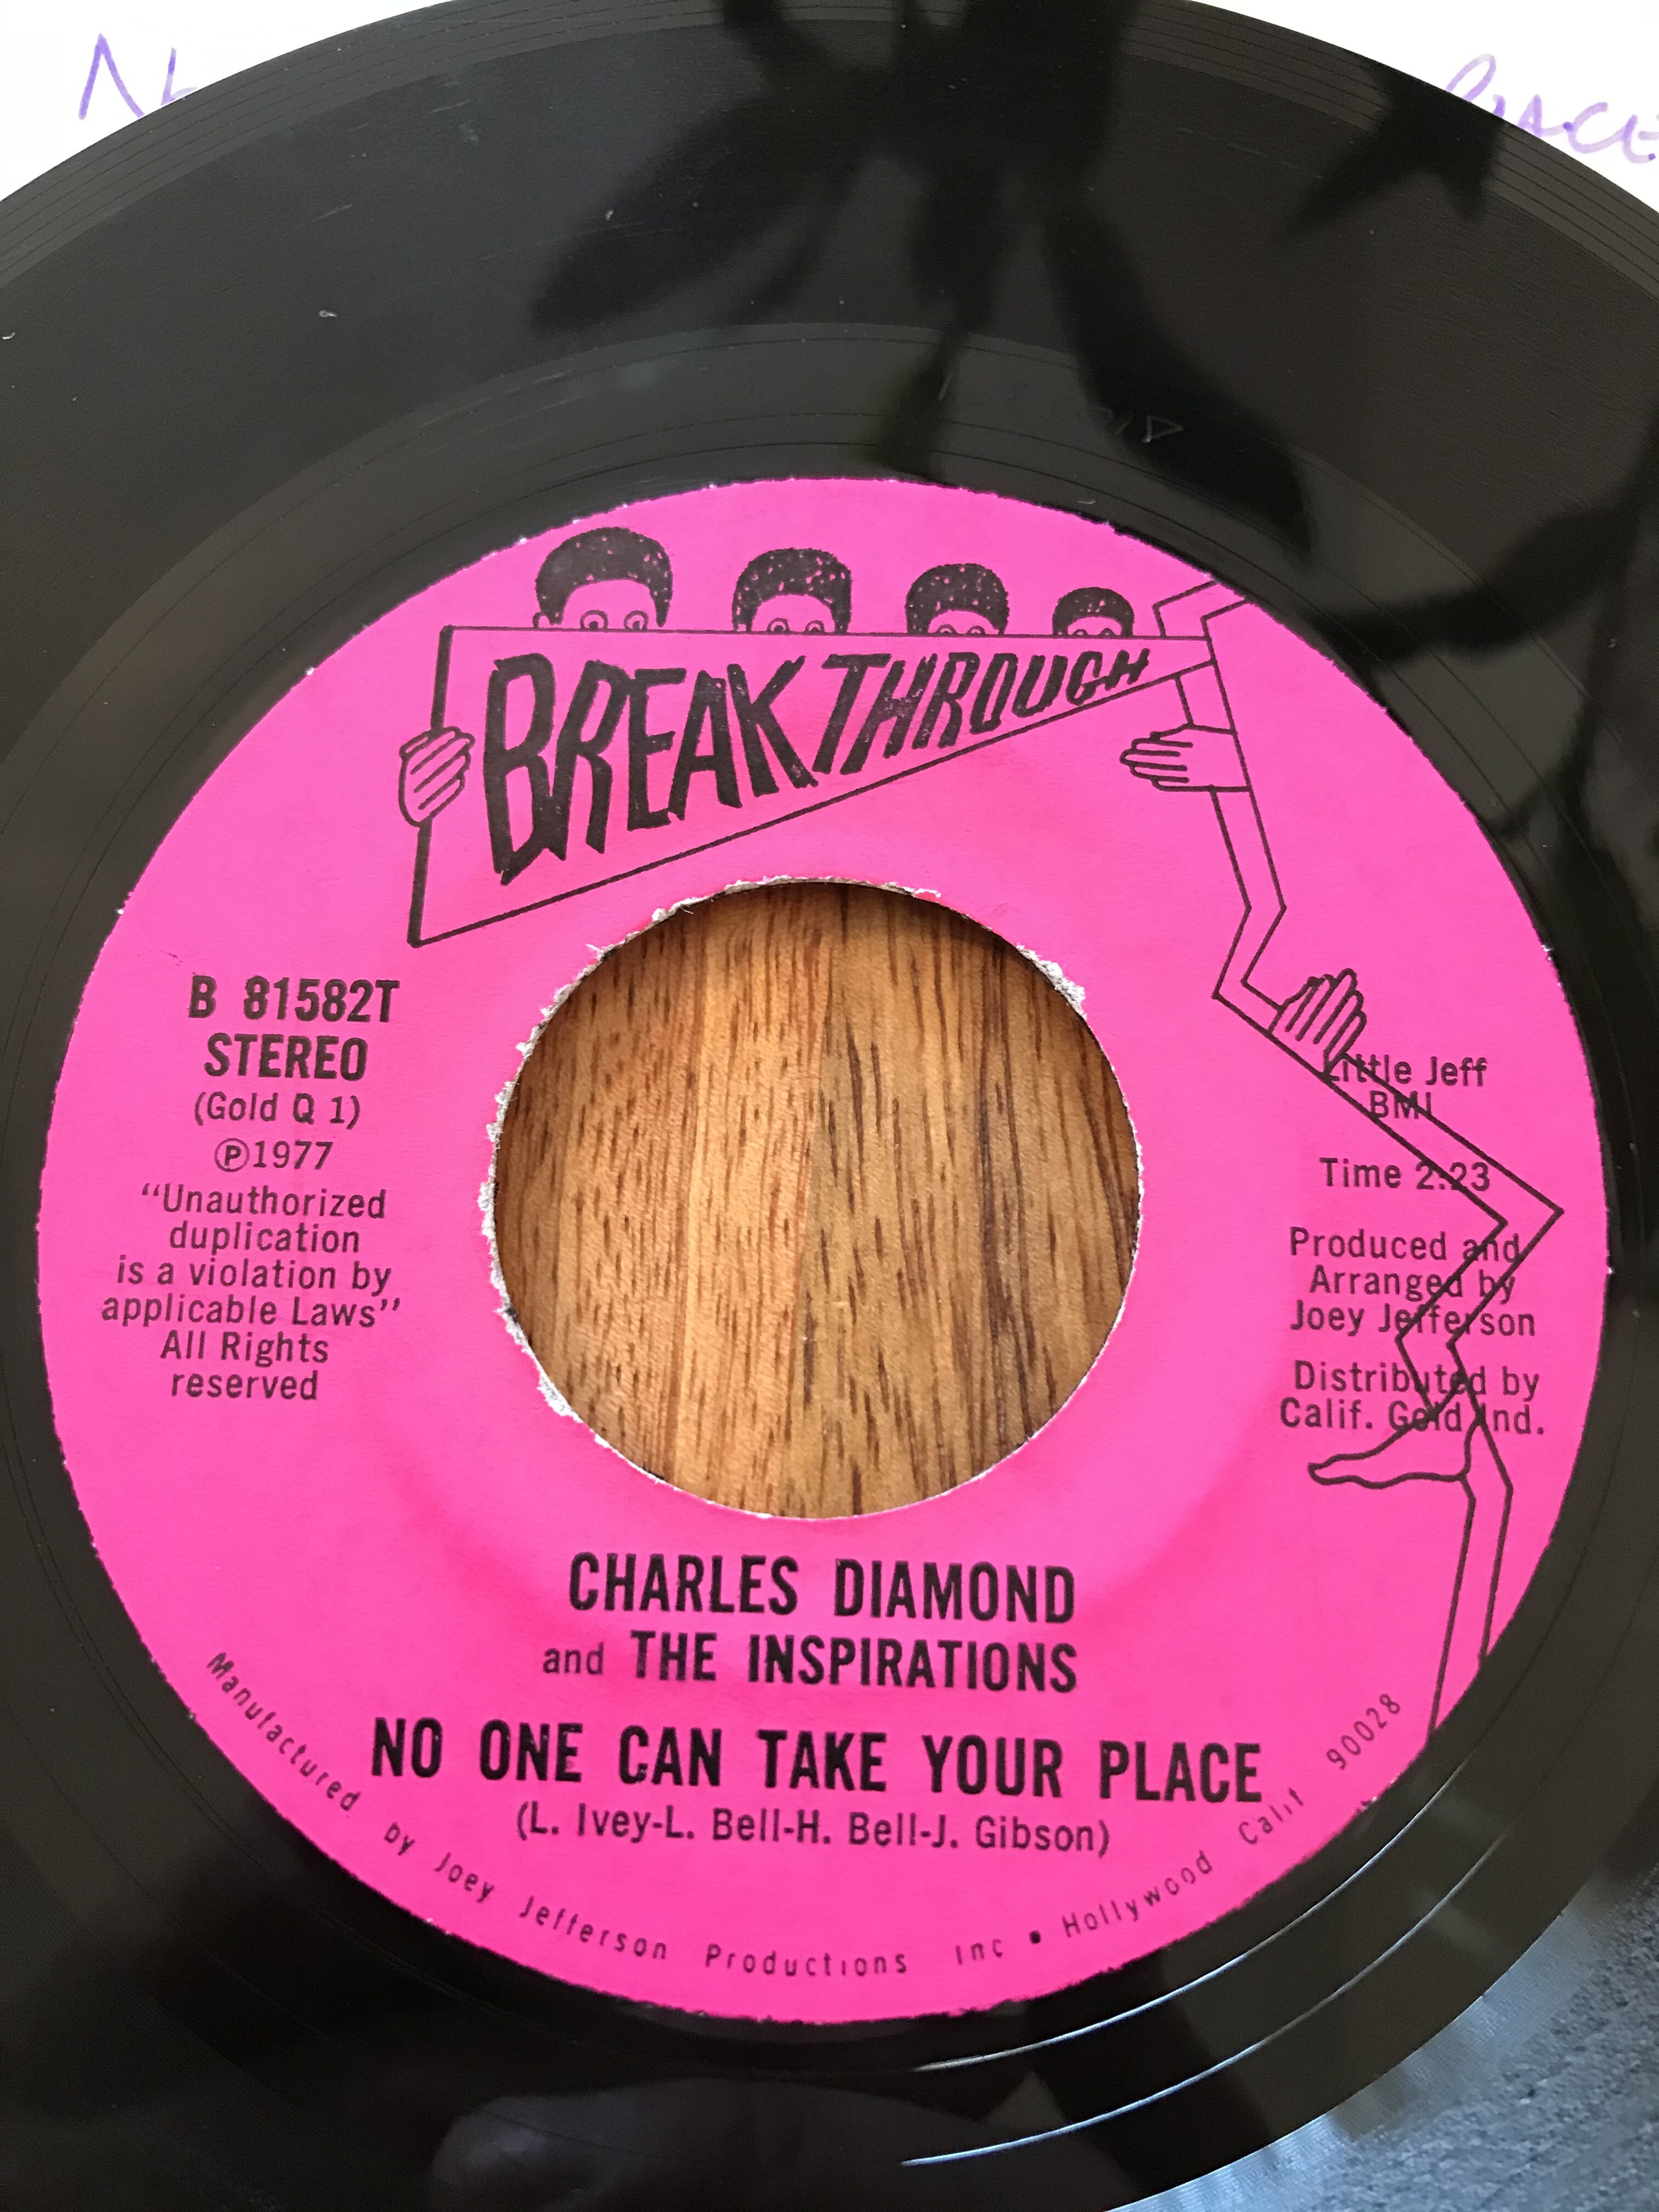 BREAKTHROUGH
B 81582T
STEREO
(Gold Q 1)
℗1977
“Unauthorized
duplication
is a violation by
applicable Laws”
All Rights
reserved
Little Jeff
BMI
Time 2:23
Produced and
Arranged by
Joey Jefferson
Distributed by
Calif. Gold Ind.
CHARLES DIAMOND
and THE INSPIRATIONS
NO ONE CAN TAKE YOUR PLACE
(L. Ivey-L. Bell-H. Bell-J. Gibson)
Manufactured by Joey Jefferson Productions Inc • Hollywood Calif 90028